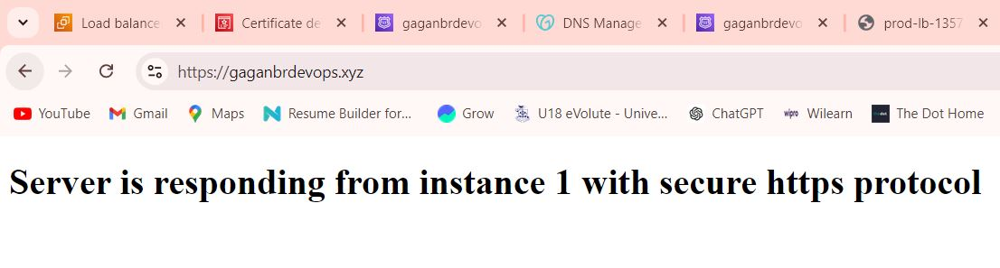 Load balance
Certificate de
gaganbrdevo
DNS Manage
gaganbrdevo
prod-lb-1357
https://gaganbrdevops.xyz
YouTube
Gmail
Maps
Resume Builder for...
Grow
U18 eVolute - Unive...
ChatGPT
wipro
Wilearn
The Dot Home
Server is responding from instance 1 with secure https protocol